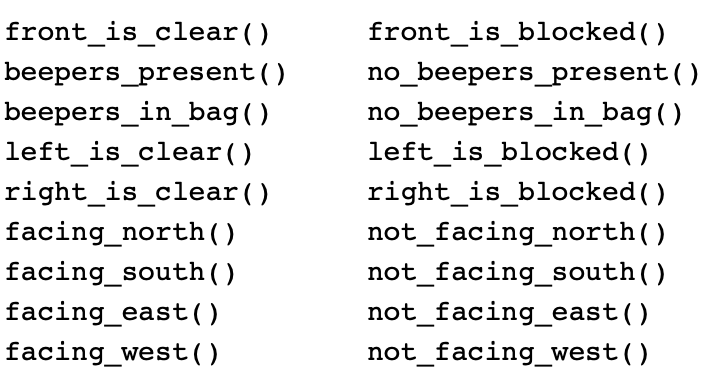 front_is_clear() front_is_blocked()
beepers_present() no_beepers_present()
beepers_in_bag() no_beepers_in_bag()
left_is_clear() left_is_blocked()
right_is_clear() right_is_blocked()
facing_north() not_facing_north()
facing_south() not_facing_south()
facing_east() not_facing_east()
facing_west() not_facing_west()